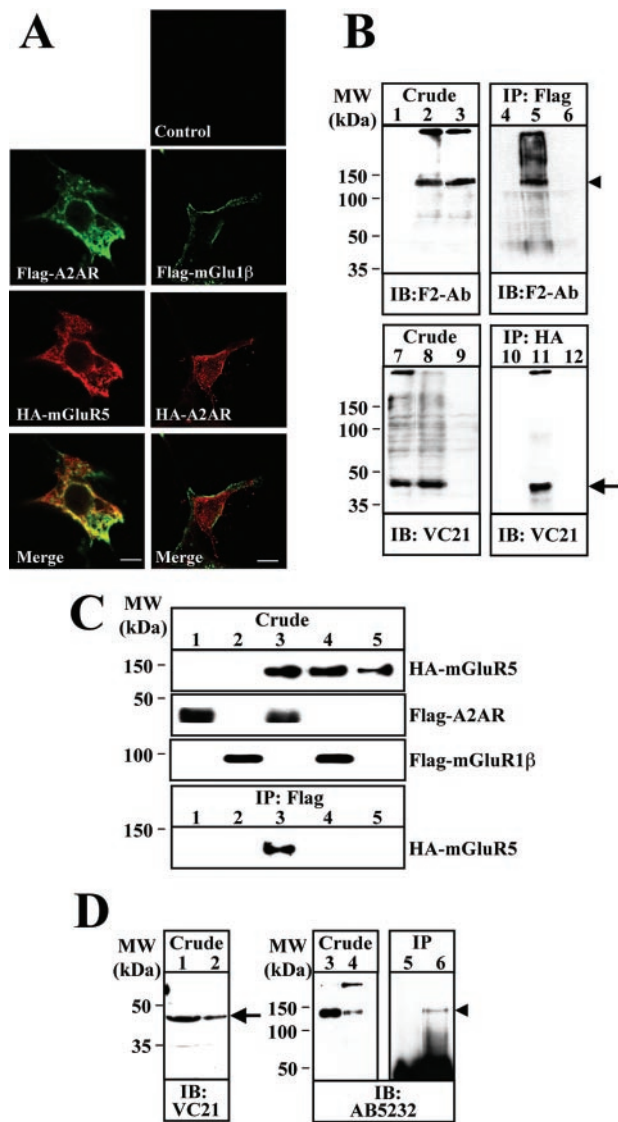 A
Control
Flag-A2AR
Flag-mGlu1β
HA-mGluR5
HA-A2AR
Merge
Merge
B
MW
(kDa)
Crude
1 2 3
IP: Flag
4 5 6
150
100
50
35
IB:F2-Ab
IB:F2-Ab
Crude
7 8 9
IP: HA
10 11 12
150
100
50
35
IB: VC21
IB: VC21
C
MW
(kDa)
Crude
1 2 3 4 5
150
HA-mGluR5
50
Flag-A2AR
100
Flag-mGluR1β
IP: Flag
1 2 3 4 5
150
HA-mGluR5
D
MW
(kDa)
Crude
1 2
50
35
IB:
VC21
MW
(kDa)
Crude
3 4
IP
5 6
150
100
50
IB:
AB5232